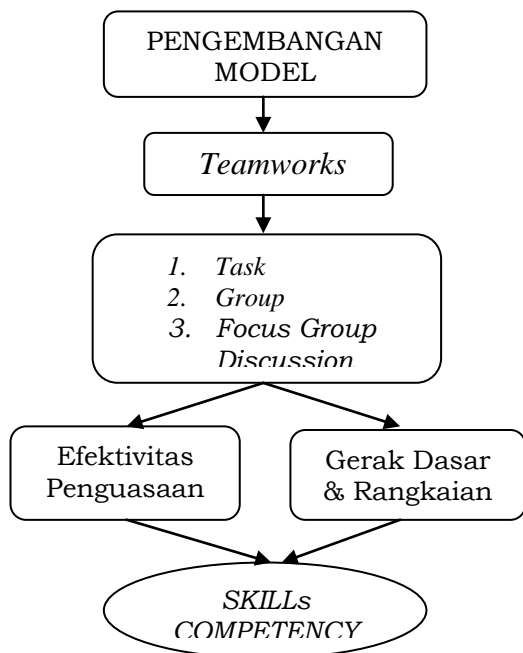 PENGEMBANGAN
MODEL
Teamworks
1. Task
2. Group
3. Focus Group
Discussion
Efektivitas
Penguasaan
Gerak Dasar
& Rangkaian
SKILLs
COMPETENCY